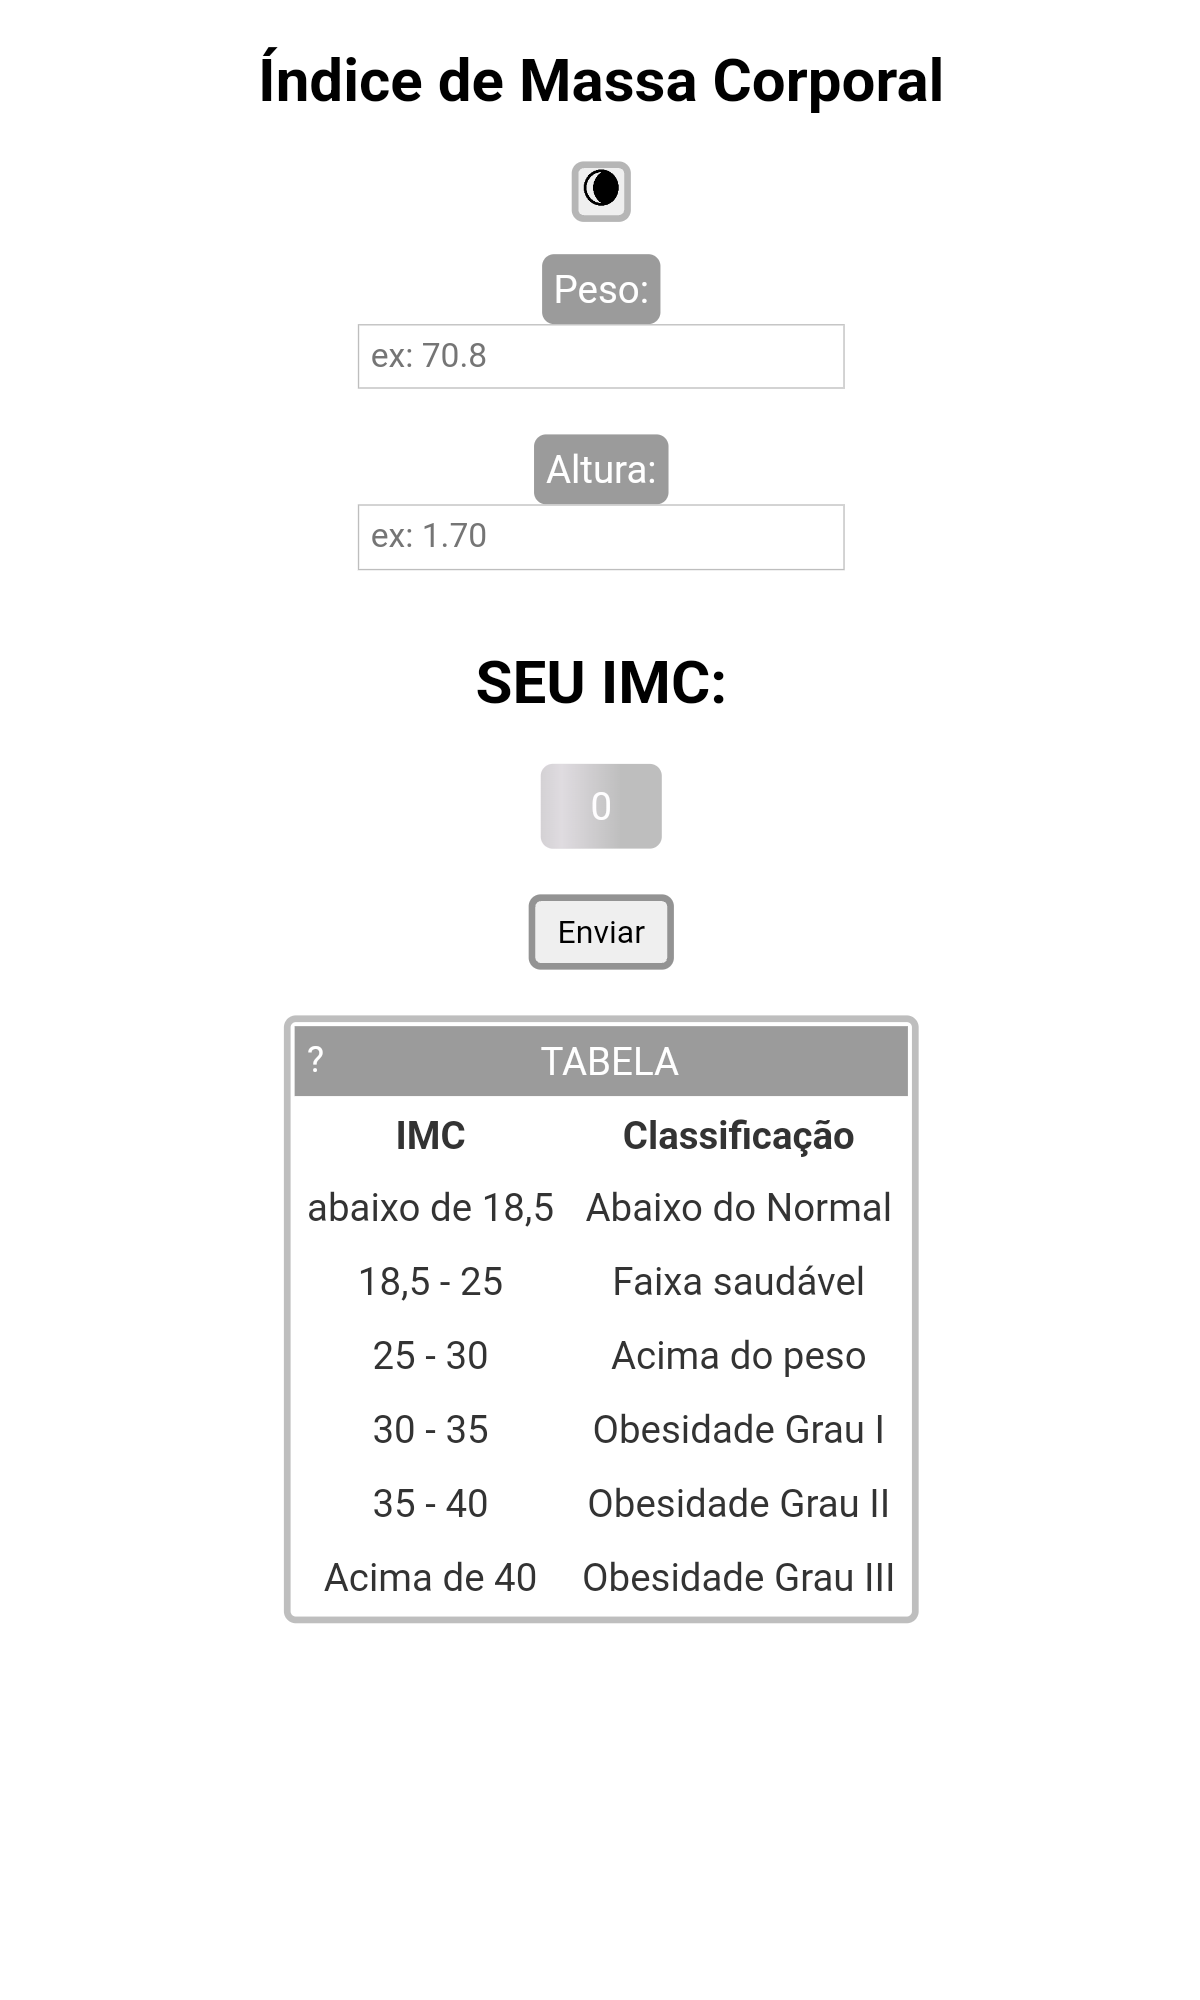 Índice de Massa Corporal
Peso:
ex: 70.8
Altura:
ex: 1.70
SEU IMC:
0
Enviar
? TABELA
IMC Classificação
abaixo de 18,5 Abaixo do Normal
18,5 - 25 Faixa saudável
25 - 30 Acima do peso
30 - 35 Obesidade Grau I
35 - 40 Obesidade Grau II
Acima de 40 Obesidade Grau III